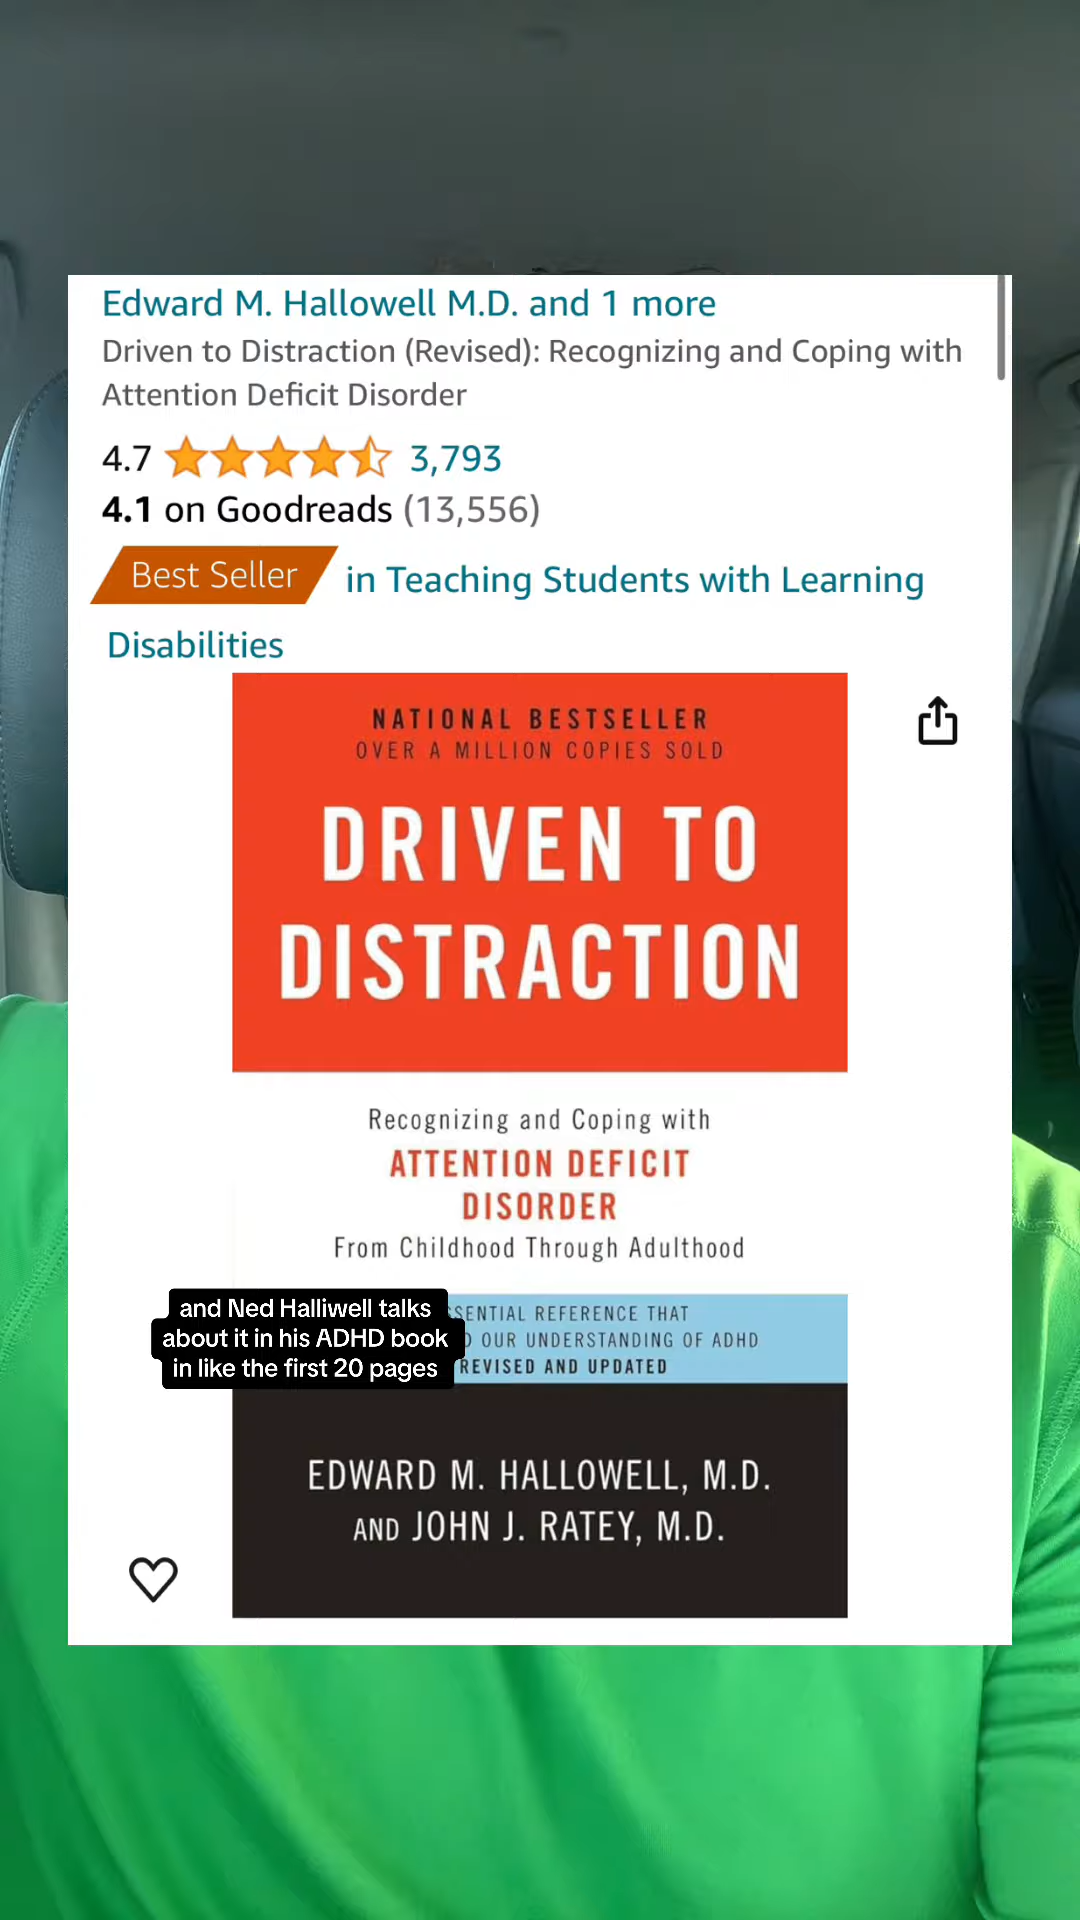 Edward M. Hallowell M.D. and 1 more
Driven to Distraction (Revised): Recognizing and Coping with
Attention Deficit Disorder
4.7 3,793
4.1 on Goodreads (13,556)
Best Seller in Teaching Students with Learning
Disabilities
NATIONAL BESTSELLER
OVER A MILLION COPIES SOLD
DRIVEN TO
DISTRACTION
Recognizing and Coping with
ATTENTION DEFICIT
DISORDER
From Childhood Through Adulthood
and Ned Halliwell talks
about it in his ADHD book
in like the first 20 pages
REFERENCE THAT
OUR UNDERSTANDING OF ADHD
REVISED AND UPDATED
EDWARD M. HALLOWELL, M.D.
AND JOHN J. RATEY, M.D.